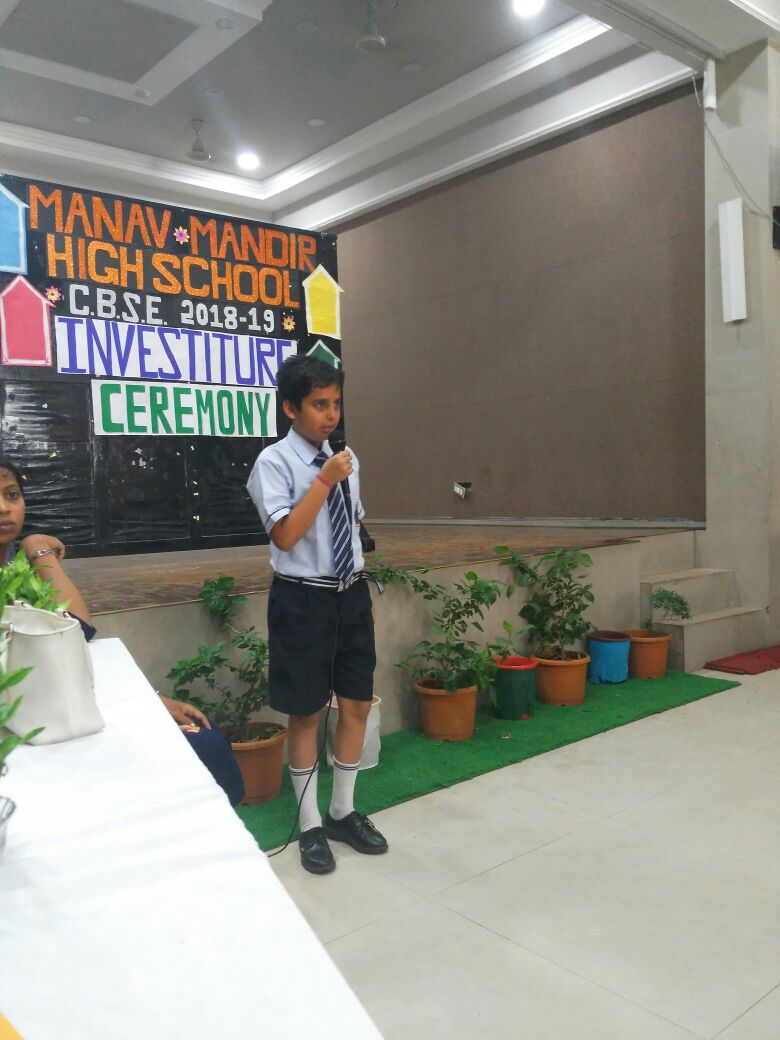 MANAV MANDIR
HIGH SCHOOL
C.B.S.E. 2018-19
INVESTITURE
CEREMONY